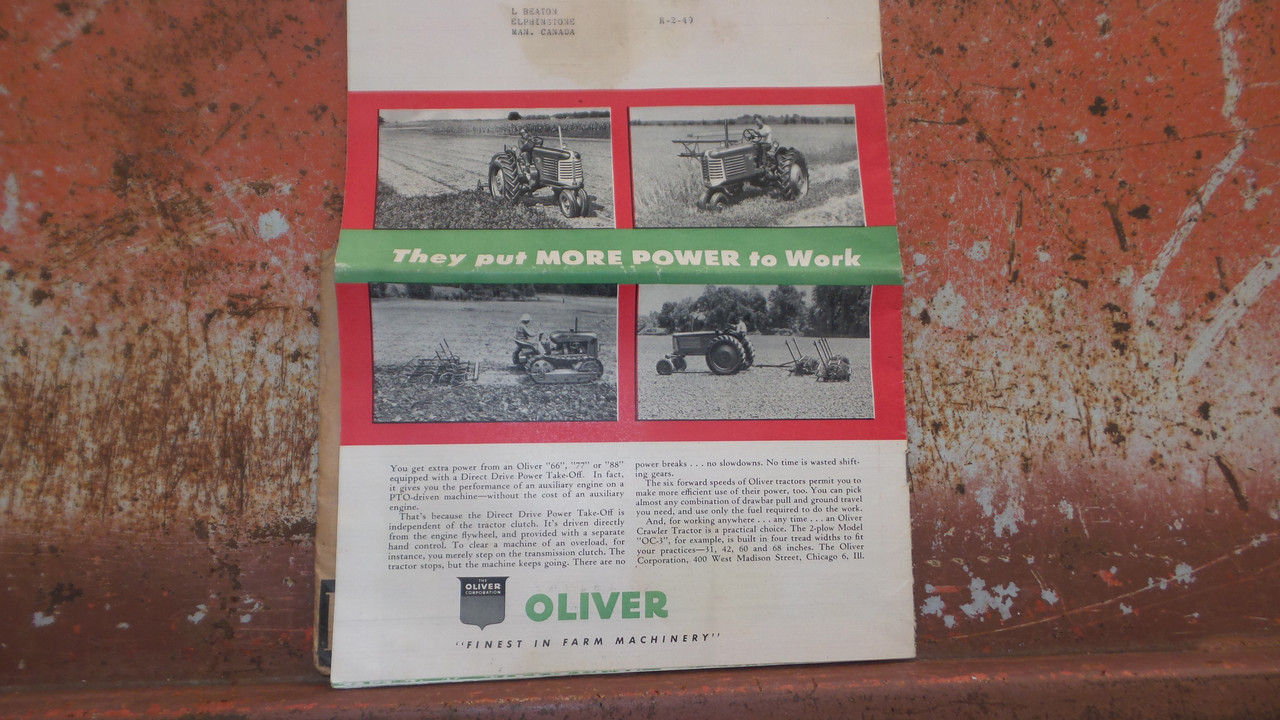 L BEATON
ELPHINSTONE
MAN. CANADA
R-2-49
They put MORE POWER to Work
You get extra power from an Oliver "66", "77" or "88"
equipped with a Direct Drive Power Take-Off. In fact,
it gives you the performance of an auxiliary engine on a
PTO-driven machine—without the cost of an auxiliary
engine.
That's because the Direct Drive Power Take-Off is
independent of the tractor clutch. It's driven directly
from the engine flywheel, and provided with a separate
hand control. To clear a machine of an overload, for
instance, you merely step on the transmission clutch. The
tractor stops, but the machine keeps going. There are no
power breaks . . . no slowdowns. No time is wasted shift-
ing gears.
The six forward speeds of Oliver tractors permit you to
make more efficient use of their power, too. You can pick
almost any combination of drawbar pull and ground travel
you need, and use only the fuel required to do the work.
And, for working anywhere . . . any time . . . an Oliver
Crawler Tractor is a practical choice. The 2-plow Model
"OC-3", for example, is built in four tread widths to fit
your practices—31, 42, 60 and 68 inches. The Oliver
Corporation, 400 West Madison Street, Chicago 6, Ill.
THE
OLIVER
CORPORATION
OLIVER
"FINEST IN FARM MACHINERY"